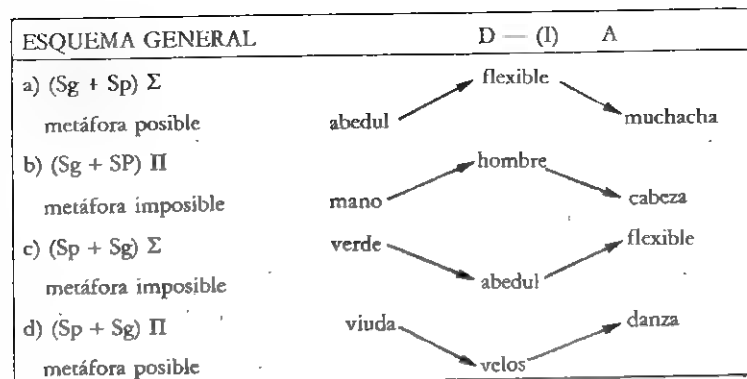 ESQUEMA GENERAL D — (I) A
a) (Sg + Sp) Σ flexible
metáfora posible abedul muchacha
b) (Sg + SP) Π hombre
metáfora imposible mano cabeza
c) (Sp + Sg) Σ verde flexible
metáfora imposible abedul
d) (Sp + Sg) Π viuda danza
metáfora posible velos